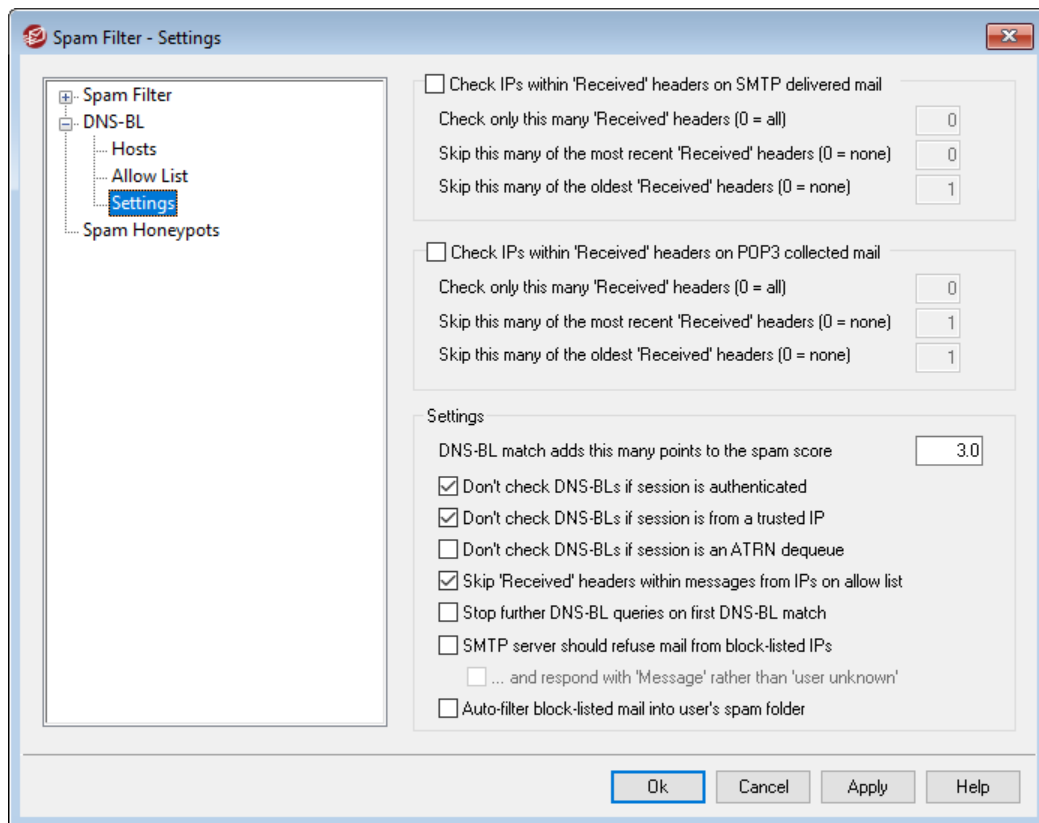 Spam Filter - Settings
Spam Filter
DNS-BL
Hosts
Allow List
Settings
Spam Honeypots
Check IPs within 'Received' headers on SMTP delivered mail
Check only this many 'Received' headers (0 = all) 0
Skip this many of the most recent 'Received' headers (0 = none) 0
Skip this many of the oldest 'Received' headers (0 = none) 1
Check IPs within 'Received' headers on POP3 collected mail
Check only this many 'Received' headers (0 = all) 0
Skip this many of the most recent 'Received' headers (0 = none) 1
Skip this many of the oldest 'Received' headers (0 = none) 1
Settings
DNS-BL match adds this many points to the spam score 3.0
Don't check DNS-BLs if session is authenticated
Don't check DNS-BLs if session is from a trusted IP
Don't check DNS-BLs if session is an ATRN dequeue
Skip 'Received' headers within messages from IPs on allow list
Stop further DNS-BL queries on first DNS-BL match
SMTP server should refuse mail from block-listed IPs
... and respond with 'Message' rather than 'user unknown'
Auto-filter block-listed mail into user's spam folder
Ok Cancel Apply Help